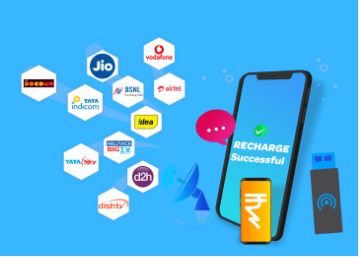 Jio
vodafone
BSNL
airtel
TATA
indicom
!dea
RELIANCE
BIG TV
TATA Sky
d2h
dishtv
RECHARGE
Successful